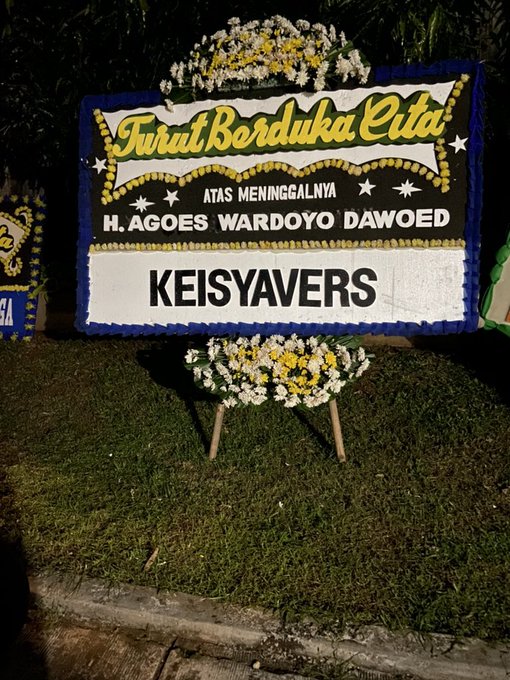 Turut Berduka Cita
ATAS MENINGGALNYA
H. AGOES WARDOYO DAWOED
KEISYAVERS